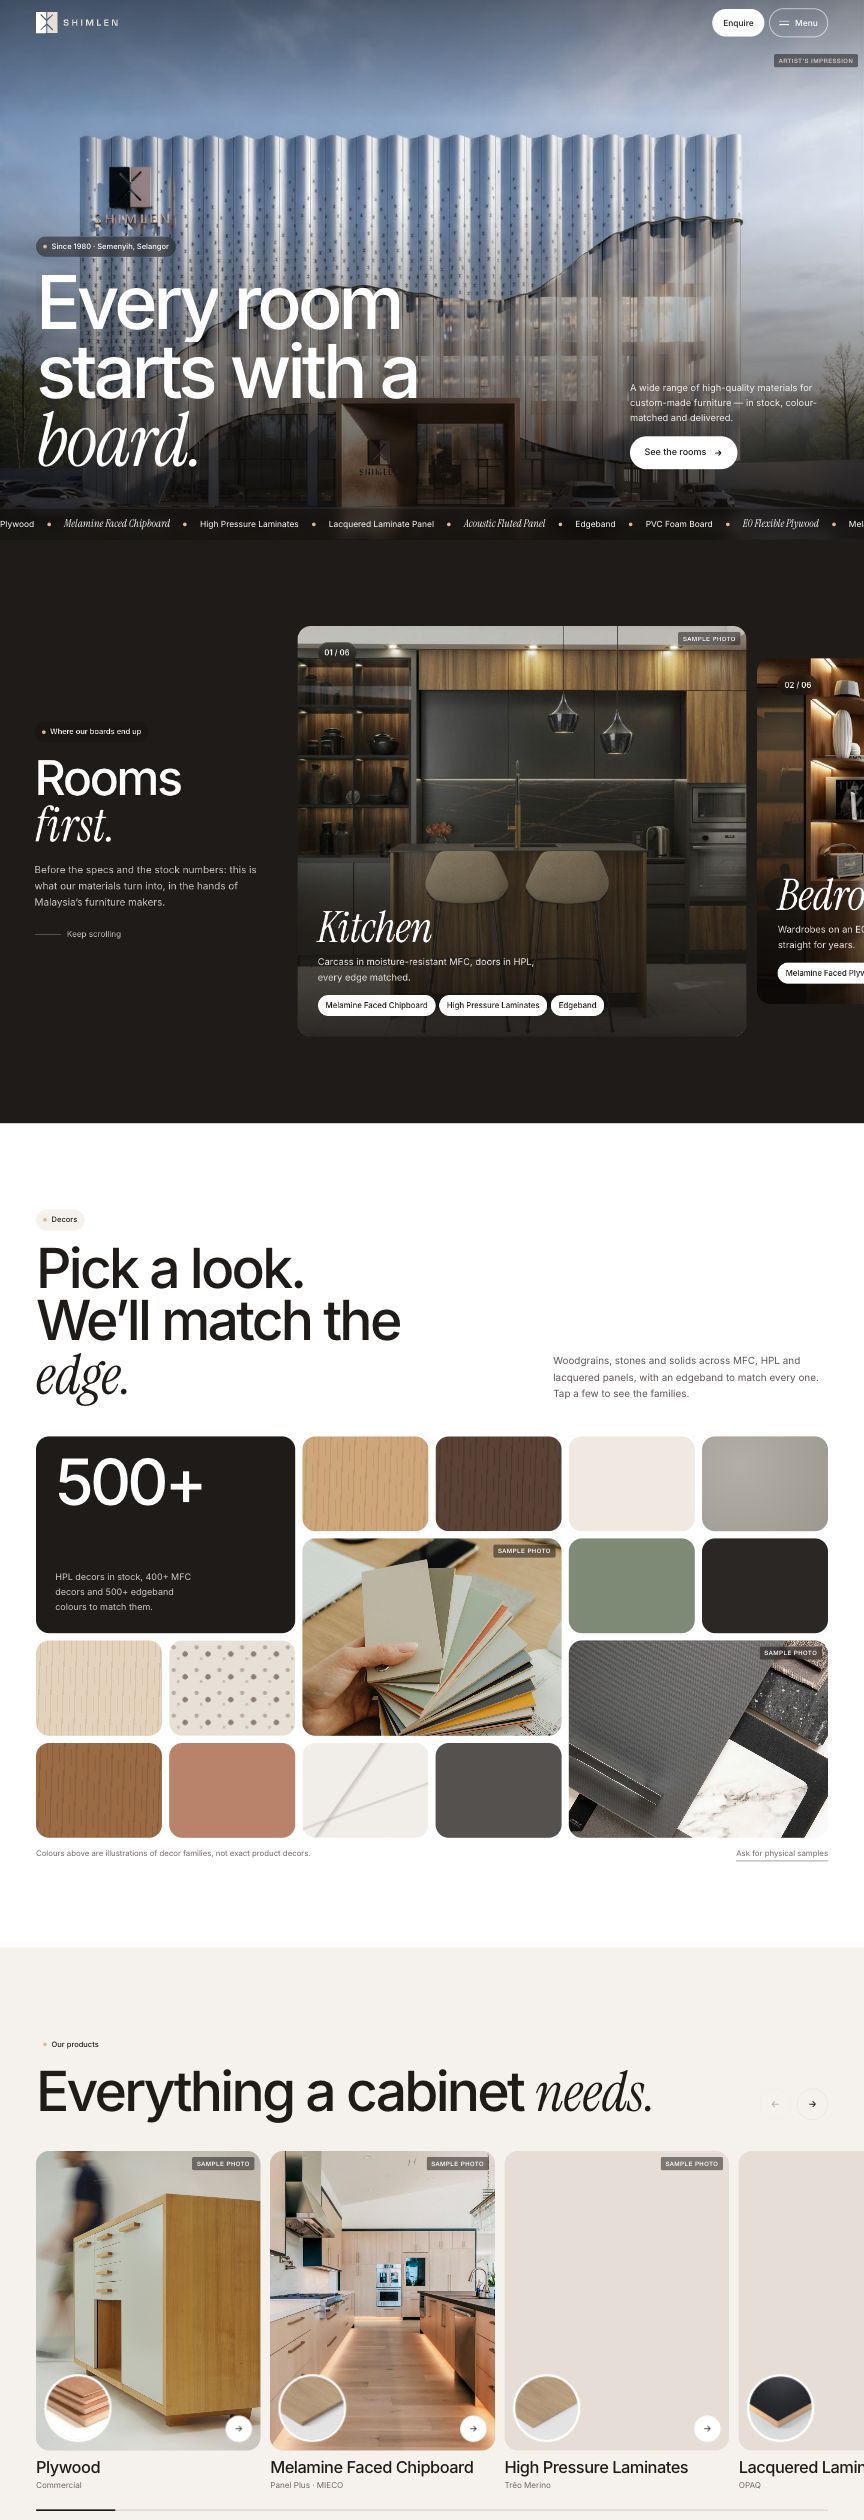 SHIMLEN
Enquire
Menu
ARTIST'S IMPRESSION
SHIMLEN
Since 1980 · Semenyih, Selangor
Every room
starts with a
board.
A wide range of high-quality materials for
custom-made furniture — in stock, colour-
matched and delivered.
See the rooms →
SHIMLEN
Plywood • Melamine Faced Chipboard • High Pressure Laminates • Lacquered Laminate Panel • Acoustic Fluted Panel • Edgeband • PVC Foam Board • E0 Flexible Plywood • Mel
01 / 06
SAMPLE PHOTO
02 / 06
Where our boards end up
Rooms
first.
Before the specs and the stock numbers: this is
what our materials turn into, in the hands of
Malaysia's furniture makers.
Keep scrolling
Kitchen
Carcass in moisture-resistant MFC, doors in HPL,
every edge matched.
Melamine Faced Chipboard
High Pressure Laminates
Edgeband
Bedro
Wardrobes on an E0
straight for years.
Melamine Faced Plyw
Decors
Pick a look.
We'll match the
edge.
Woodgrains, stones and solids across MFC, HPL and
lacquered panels, with an edgeband to match every one.
Tap a few to see the families.
500+
HPL decors in stock, 400+ MFC
decors and 500+ edgeband
colours to match them.
SAMPLE PHOTO
SAMPLE PHOTO
Colours above are illustrations of decor families, not exact product decors.
Ask for physical samples
Our products
Everything a cabinet needs.
← →
SAMPLE PHOTO
SAMPLE PHOTO
SAMPLE PHOTO
→
→
→
Plywood
Commercial
Melamine Faced Chipboard
Panel Plus · MIECO
High Pressure Laminates
Trēo Merino
Lacquered Lamin
OPAQ